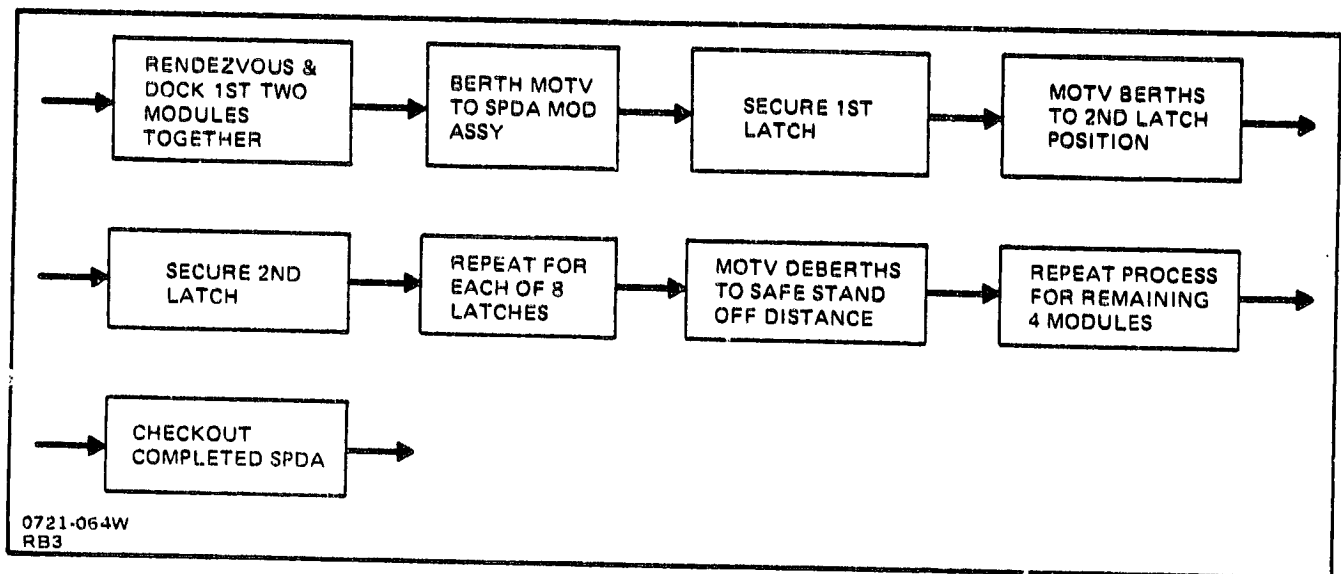 RENDEZVOUS &
DOCK 1ST TWO
MODULES
TOGETHER
BERTH MOTV
TO SPDA MOD
ASSY
SECURE 1ST
LATCH
MOTV BERTHS
TO 2ND LATCH
POSITION
SECURE 2ND
LATCH
REPEAT FOR
EACH OF 8
LATCHES
MOTV DEBERTHS
TO SAFE STAND
OFF DISTANCE
REPEAT PROCESS
FOR REMAINING
4 MODULES
CHECKOUT
COMPLETED SPDA
0721-064W
RB3